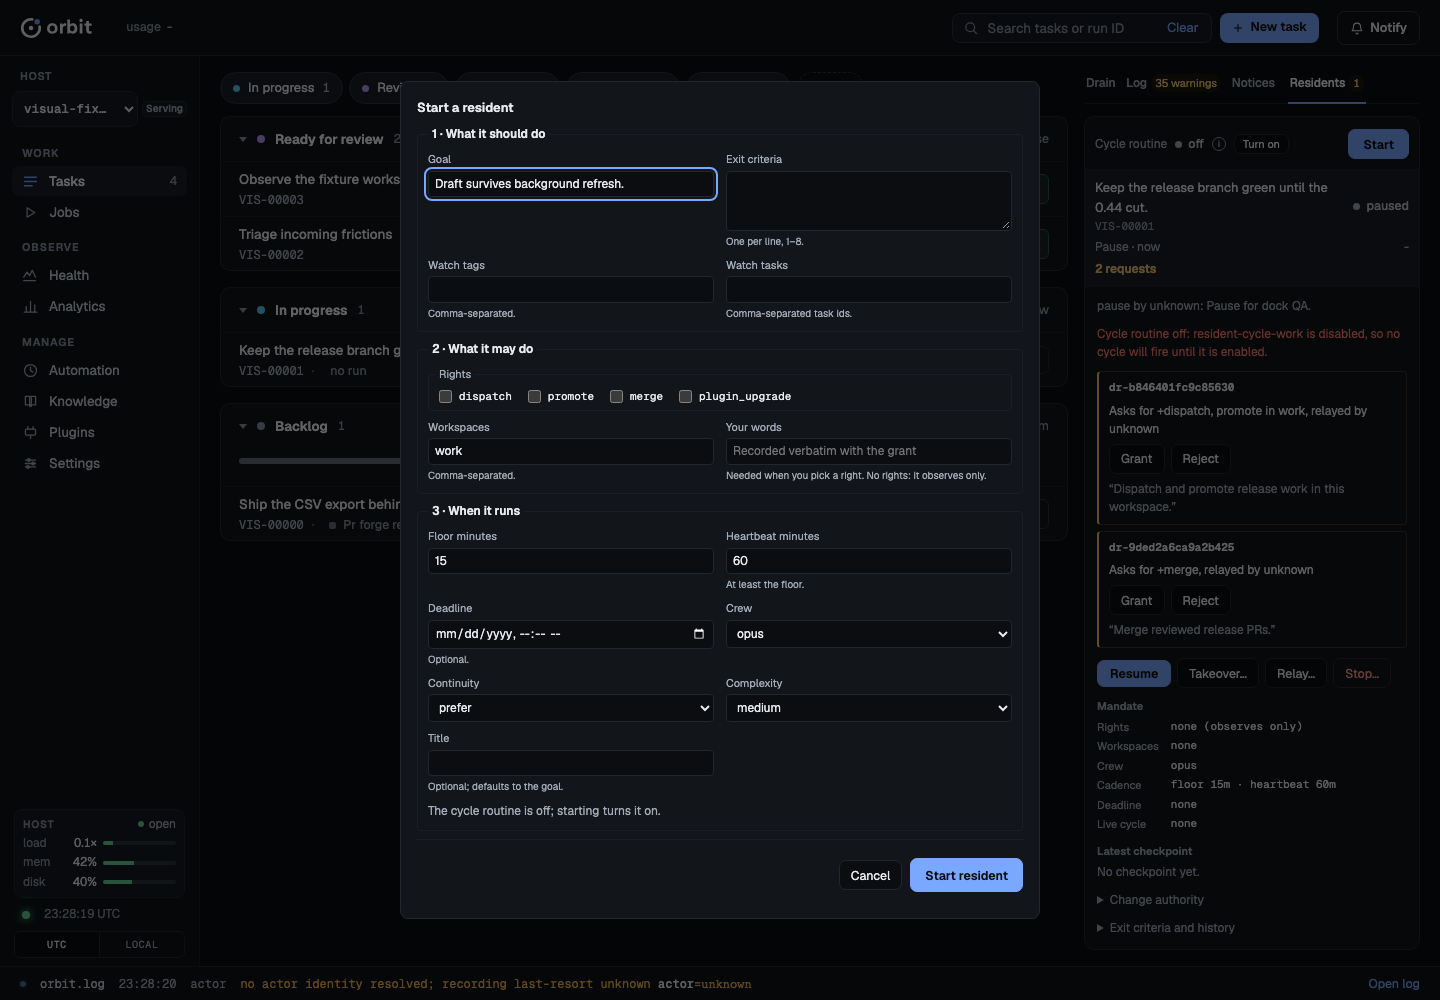 orbit
usage -
Search tasks or run ID
Clear
+ New task
Notify
HOST
visual-fix…
Serving
WORK
Tasks 4
Jobs
OBSERVE
Health
Analytics
MANAGE
Automation
Knowledge
Plugins
Settings
HOST open
load 0.1×
mem 42%
disk 40%
23:28:19 UTC
UTC LOCAL
In progress 1
Ready for review 2
Observe the fixture works
VIS-00003
Triage incoming frictions
VIS-00002
In progress 1
Keep the release branch g
VIS-00001 · no run
Backlog 1
Ship the CSV export behin
VIS-00000 · Pr forge re
Start a resident
1 · What it should do
Goal
Draft survives background refresh.
Exit criteria
One per line, 1–8.
Watch tags
Comma-separated.
Watch tasks
Comma-separated task ids.
2 · What it may do
Rights
dispatch promote merge plugin_upgrade
Workspaces
work
Comma-separated.
Your words
Recorded verbatim with the grant
Needed when you pick a right. No rights: it observes only.
3 · When it runs
Floor minutes
15
Heartbeat minutes
60
At least the floor.
Deadline
mm/dd/yyyy, --:-- --
Optional.
Crew
opus
Continuity
prefer
Complexity
medium
Title
Optional; defaults to the goal.
The cycle routine is off; starting turns it on.
Cancel
Start resident
Drain Log 35 warnings Notices Residents 1
Cycle routine off Turn on
Start
Keep the release branch green until the
0.44 cut.
paused
VIS-00001
Pause · now -
2 requests
pause by unknown: Pause for dock QA.
Cycle routine off: resident-cycle-work is disabled, so no
cycle will fire until it is enabled.
dr-b846401fc9c85630
Asks for +dispatch, promote in work, relayed by
unknown
Grant Reject
“Dispatch and promote release work in this
workspace.”
dr-9ded2a6ca9a2b425
Asks for +merge, relayed by unknown
Grant Reject
“Merge reviewed release PRs.”
Resume Takeover… Relay… Stop…
Mandate
Rights none (observes only)
Workspaces none
Crew opus
Cadence floor 15m · heartbeat 60m
Deadline none
Live cycle none
Latest checkpoint
No checkpoint yet.
Change authority
Exit criteria and history
orbit.log 23:28:20 actor no actor identity resolved; recording last-resort unknown actor=unknown
Open log